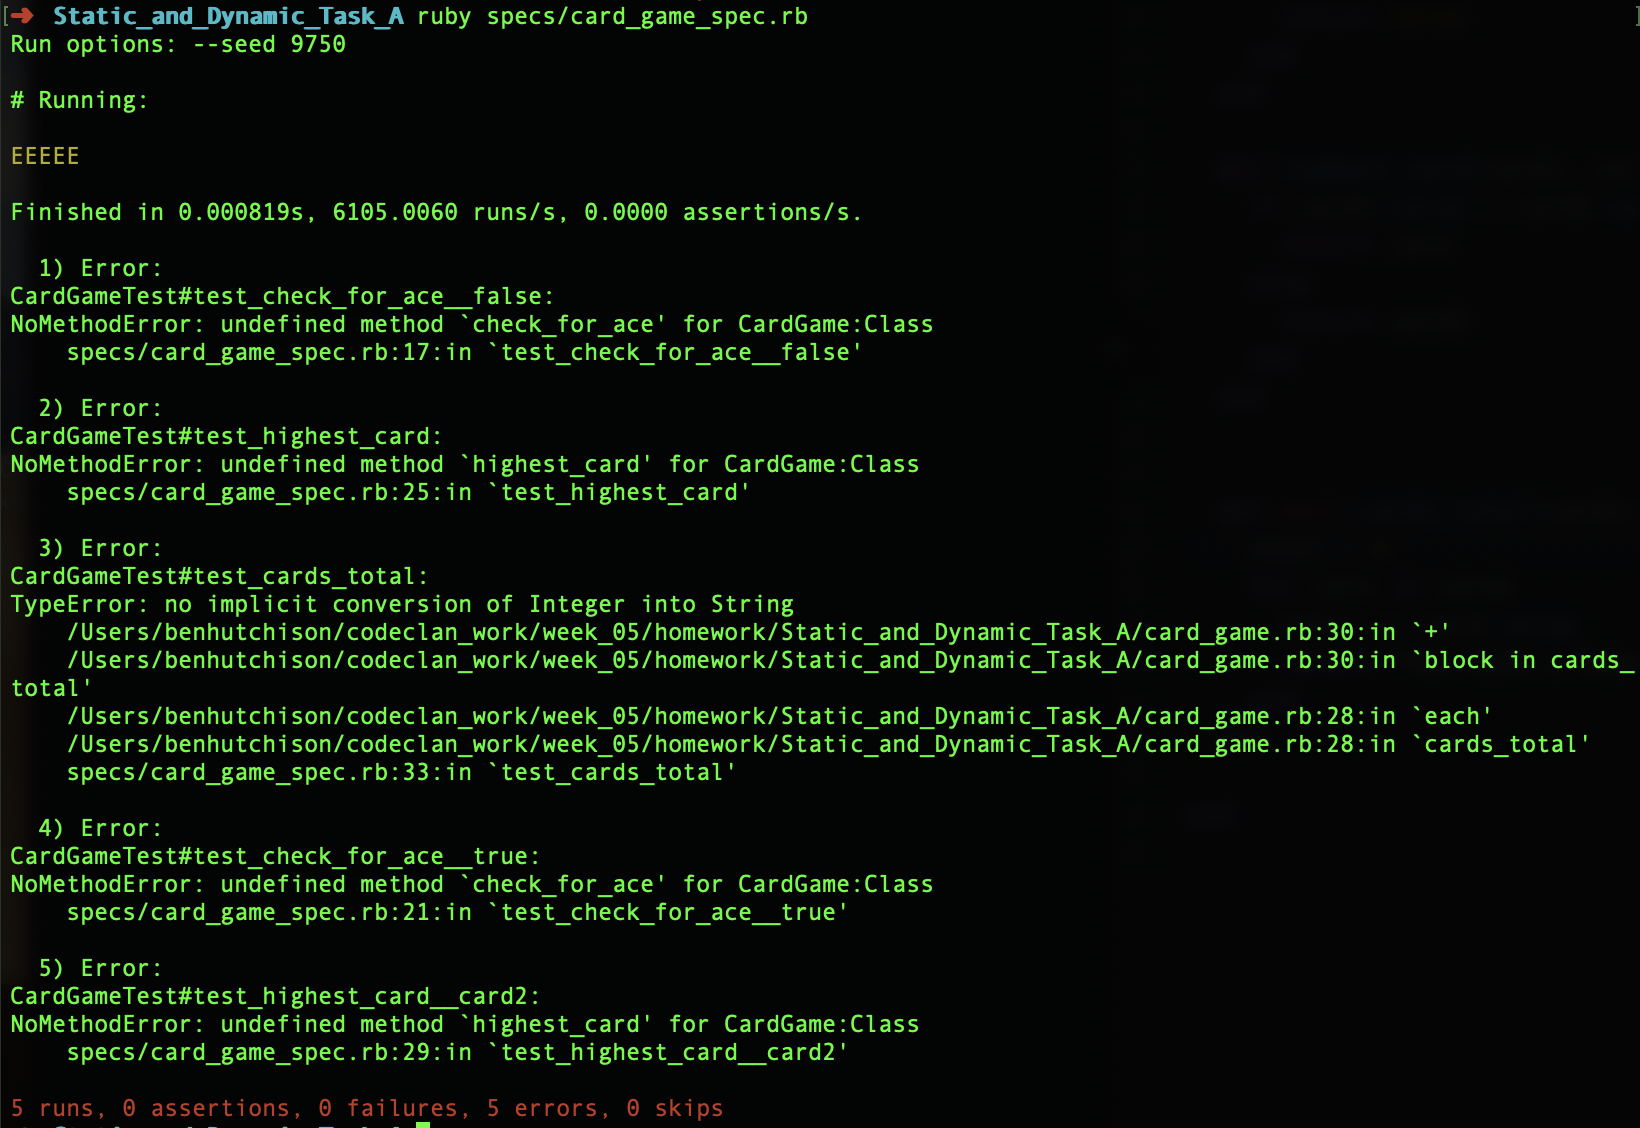 [➜ Static_and_Dynamic_Task_A ruby specs/card_game_spec.rb ]
Run options: --seed 9750
# Running:
EEEEE
Finished in 0.000819s, 6105.0060 runs/s, 0.0000 assertions/s.
1) Error:
CardGameTest#test_check_for_ace__false:
NoMethodError: undefined method `check_for_ace' for CardGame:Class
specs/card_game_spec.rb:17:in `test_check_for_ace__false'
2) Error:
CardGameTest#test_highest_card:
NoMethodError: undefined method `highest_card' for CardGame:Class
specs/card_game_spec.rb:25:in `test_highest_card'
3) Error:
CardGameTest#test_cards_total:
TypeError: no implicit conversion of Integer into String
/Users/benhutchison/codeclan_work/week_05/homework/Static_and_Dynamic_Task_A/card_game.rb:30:in `+'
/Users/benhutchison/codeclan_work/week_05/homework/Static_and_Dynamic_Task_A/card_game.rb:30:in `block in cards_
total'
/Users/benhutchison/codeclan_work/week_05/homework/Static_and_Dynamic_Task_A/card_game.rb:28:in `each'
/Users/benhutchison/codeclan_work/week_05/homework/Static_and_Dynamic_Task_A/card_game.rb:28:in `cards_total'
specs/card_game_spec.rb:33:in `test_cards_total'
4) Error:
CardGameTest#test_check_for_ace__true:
NoMethodError: undefined method `check_for_ace' for CardGame:Class
specs/card_game_spec.rb:21:in `test_check_for_ace__true'
5) Error:
CardGameTest#test_highest_card__card2:
NoMethodError: undefined method `highest_card' for CardGame:Class
specs/card_game_spec.rb:29:in `test_highest_card__card2'
5 runs, 0 assertions, 0 failures, 5 errors, 0 skips